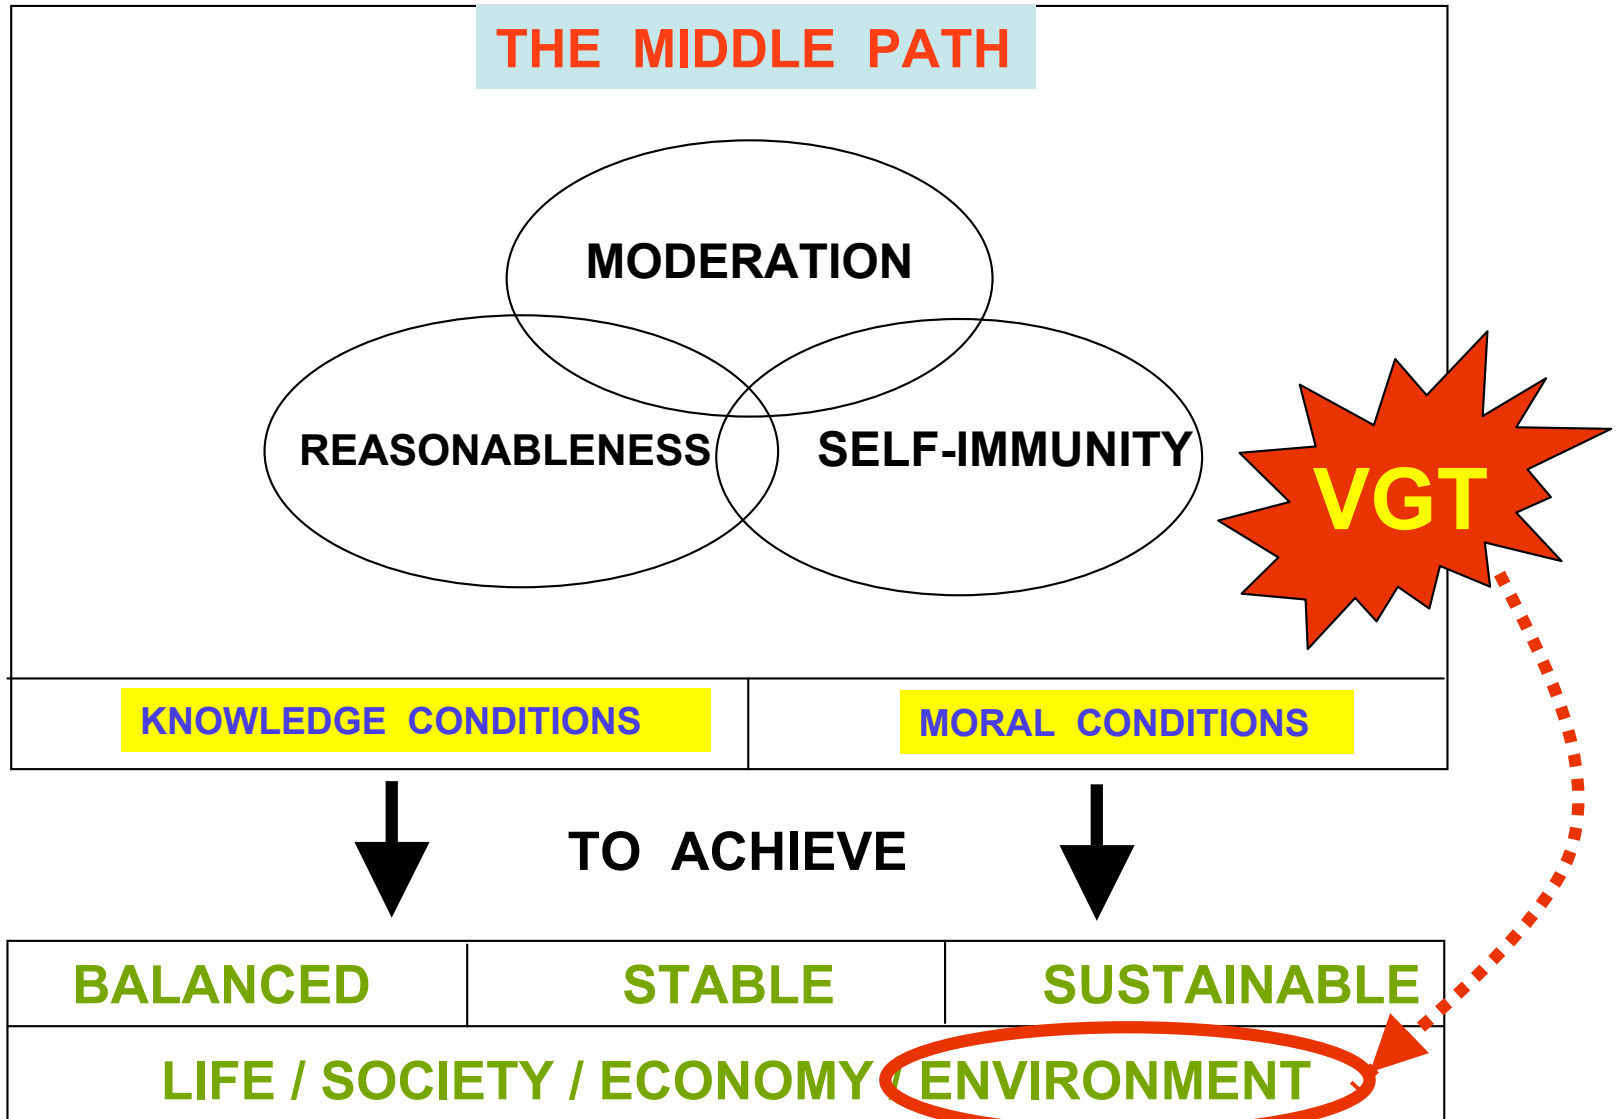 THE MIDDLE PATH
MODERATION
REASONABLENESS
SELF-IMMUNITY
VGT
KNOWLEDGE CONDITIONS
MORAL CONDITIONS
TO ACHIEVE
BALANCED
STABLE
SUSTAINABLE
LIFE / SOCIETY / ECONOMY / ENVIRONMENT